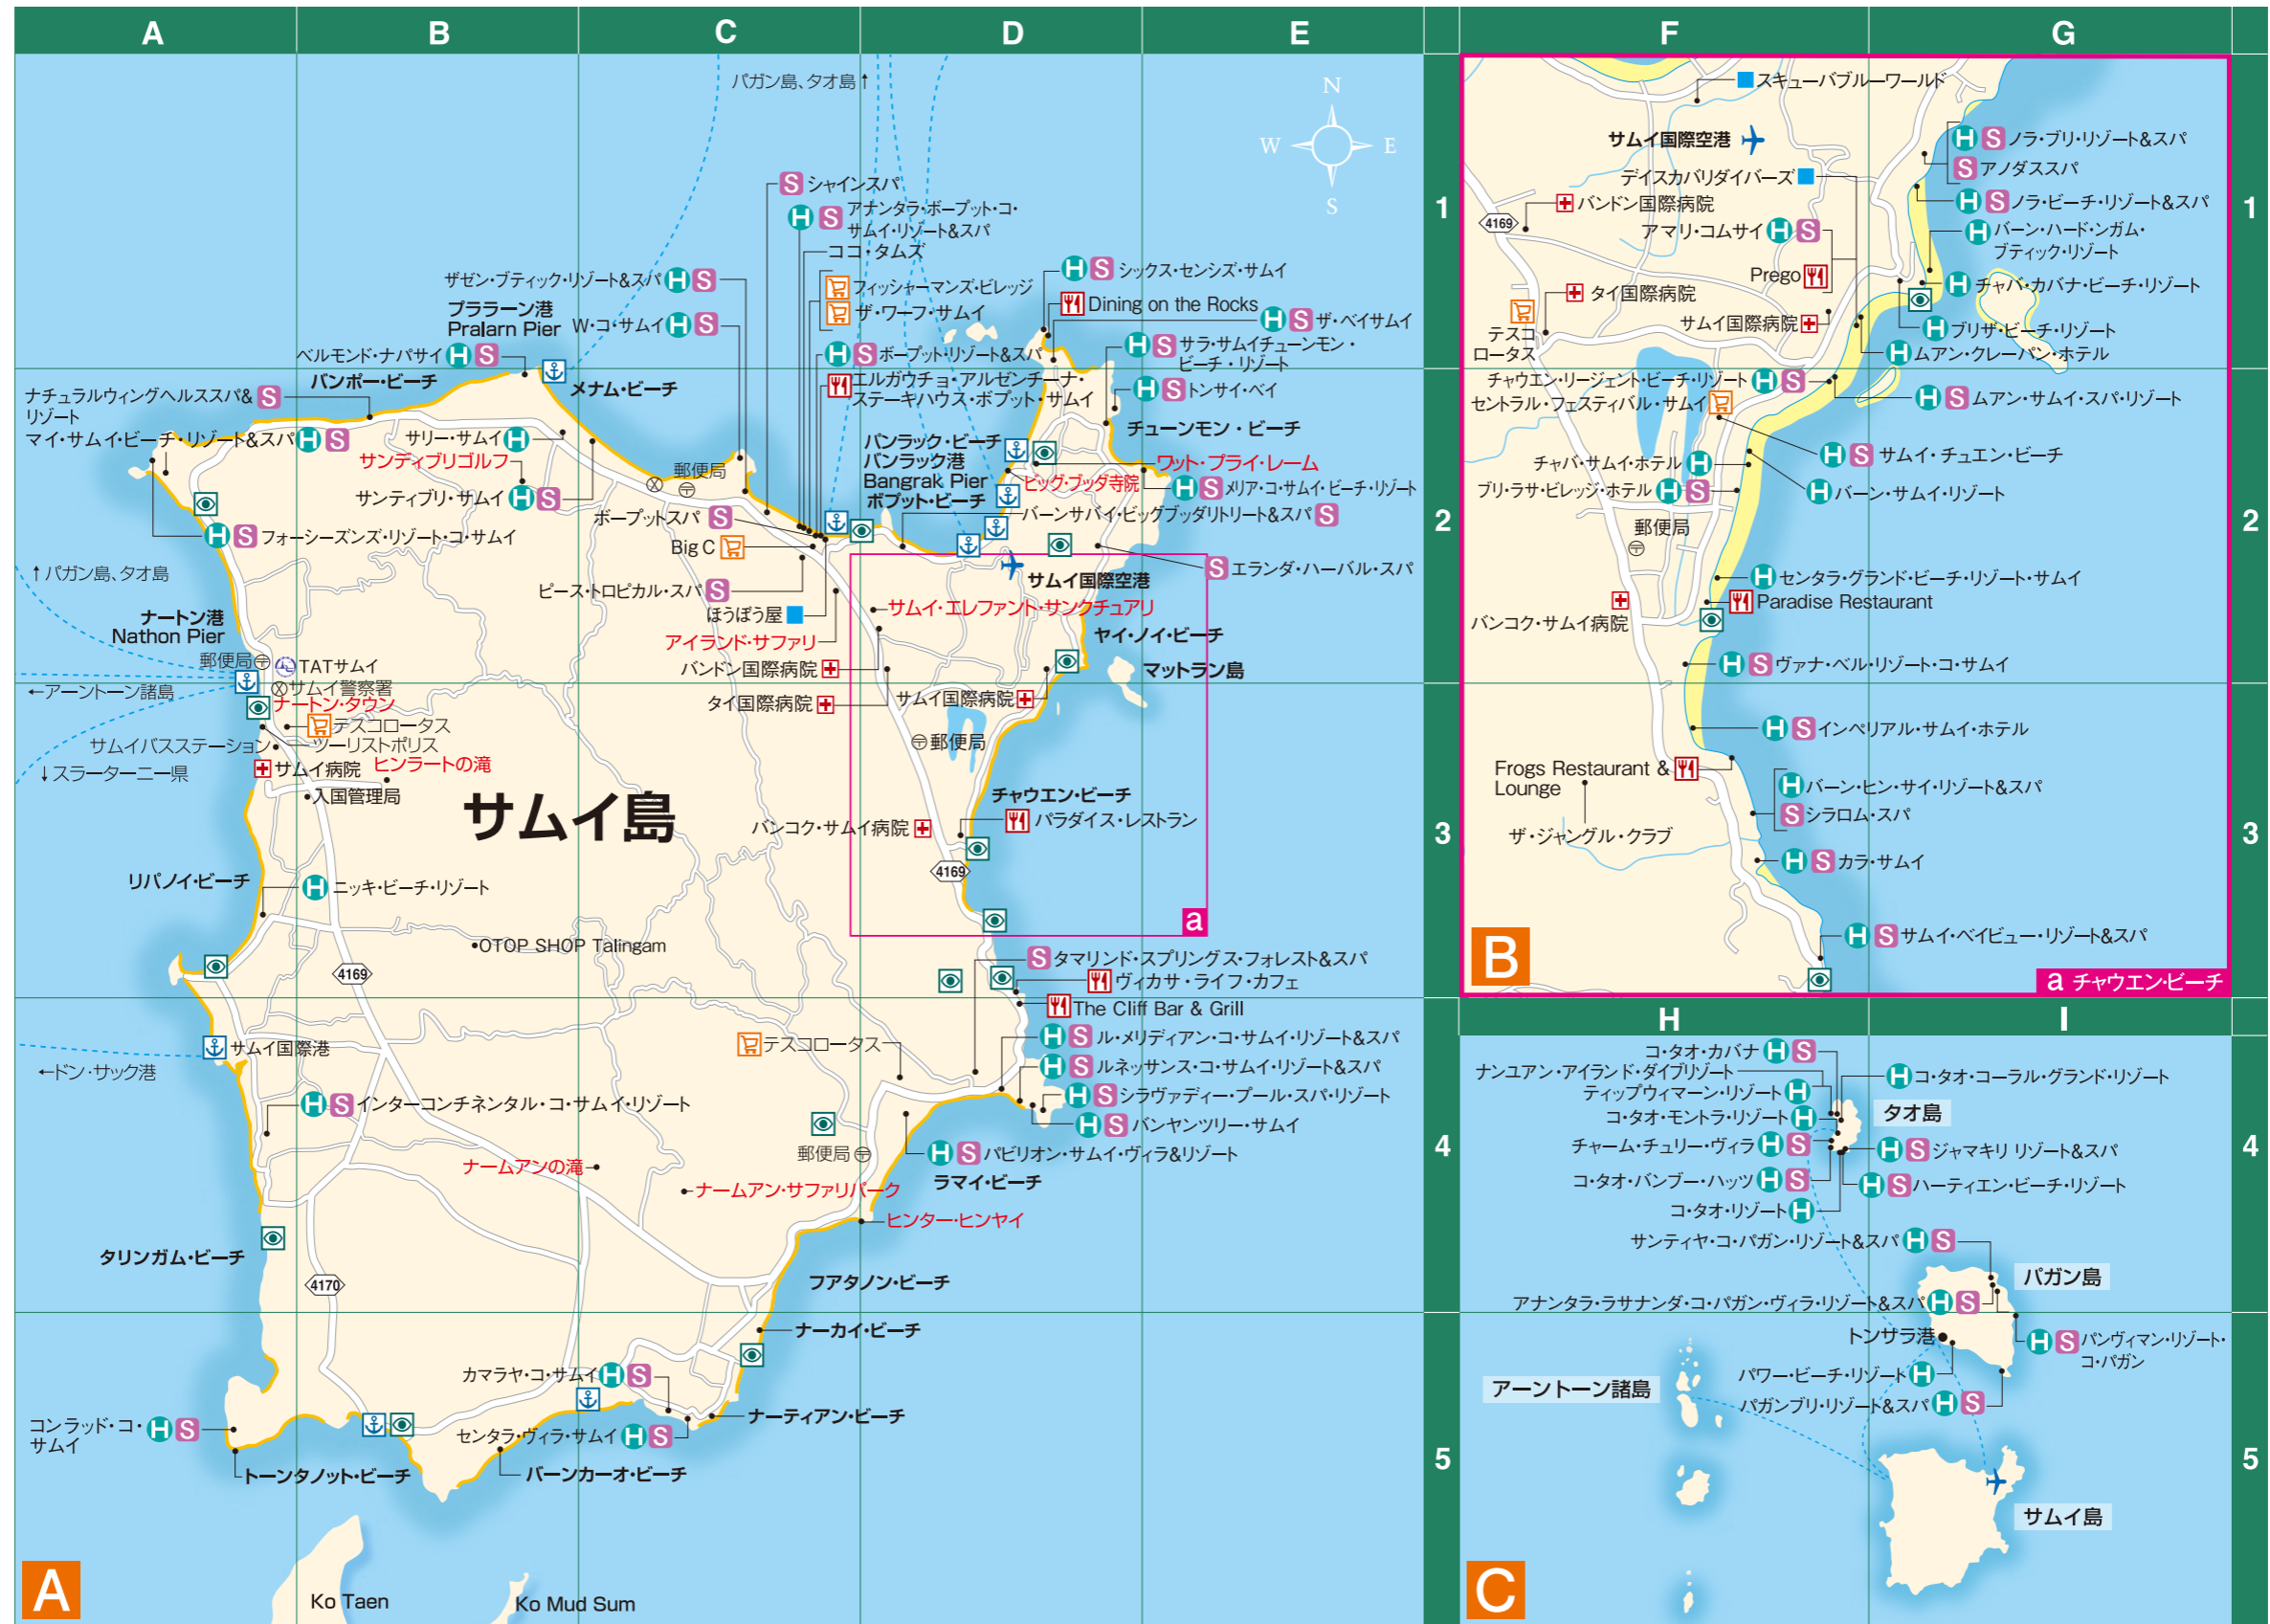 A
B
C
D
E
F
G
パガン島、タオ島↑
N
W
E
S
1
シャインスパ
アナンタラ・ボープット・コ・
サムイ・リゾート&スパ
ココ・タムズ
ザゼン・ブティック・リゾート&スパ
フィッシャーマンズ・ビレッジ
ザ・ワーフ・サムイ
プララーン港
Pralarn Pier
W・コ・サムイ
ボープット・リゾート&スパ
シックス・センシズ・サムイ
Dining on the Rocks
ザ・ベイサムイ
サラ・サムイチューンモン・
ビーチ・リゾート
ベルモンド・ナパサイ
バンポー・ビーチ
メナム・ビーチ
エルガウチョ・アルゼンチーナ・
ステーキハウス・ボプット・サムイ
トンサイ・ベイ
ナチュラルウィングヘルススパ&
リゾート
マイ・サムイ・ビーチ・リゾート&スパ
サリー・サムイ
サンティブリゴルフ
サンティブリ・サムイ
郵便局
バンラック・ビーチ
バンラック港
Bangrak Pier
ボプット・ビーチ
チューンモン・ビーチ
ワット・プライ・レーム
ビッグ・ブッダ寺院
メリア・コ・サムイ・ビーチ・リゾート
バーンサバイ・ビッグブッダリトリート&スパ
フォーシーズンズ・リゾート・コ・サムイ
ボープットスパ
Big C
2
↑パガン島、タオ島
ピース・トロピカル・スパ
ほうぼう屋
サムイ国際空港
エランダ・ハーバル・スパ
サムイ・エレファント・サンクチュアリ
ナートン港
Nathon Pier
アイランド・サファリ
ヤイ・ノイ・ビーチ
郵便局
TATサムイ
バンドン国際病院
マットラン島
←アーントーン諸島
サムイ警察署
ナートン・タウン
タイ国際病院
サムイ国際病院
テスコロータス
サムイバスステーション
ツーリストポリス
郵便局
↓スラーターニー県
サムイ病院
ヒンラートの滝
入国管理局
サムイ島
チャウエン・ビーチ
バンコク・サムイ病院
パラダイス・レストラン
3
4169
リパノイ・ビーチ
ニッキ・ビーチ・リゾート
a
OTOP SHOP Talingam
4169
タマリンド・スプリングス・フォレスト&スパ
ヴィカサ・ライフ・カフェ
The Cliff Bar & Grill
サムイ国際港
テスコロータス
ル・メリディアン・コ・サムイ・リゾート&スパ
←ドン・サック港
ルネッサンス・コ・サムイ・リゾート&スパ
インターコンチネンタル・コ・サムイ・リゾート
シラヴァディー・プール・スパ・リゾート
バンヤンツリー・サムイ
4
郵便局
パビリオン・サムイ・ヴィラ&リゾート
ナームアンの滝
ラマイ・ビーチ
ナームアン・サファリパーク
ヒンター・ヒンヤイ
タリンガム・ビーチ
4170
フアタノン・ビーチ
ナーカイ・ビーチ
カマラヤ・コ・サムイ
コンラッド・コ・
サムイ
センタラ・ヴィラ・サムイ
ナーティアン・ビーチ
トーンタノット・ビーチ
バーンカーオ・ビーチ
5
Ko Taen
Ko Mud Sum
A
スキューバブルーワールド
サムイ国際空港
デイスカバリダイバーズ
ノラ・ブリ・リゾート&スパ
アノダススパ
ノラ・ビーチ・リゾート&スパ
バンドン国際病院
4169
アマリ・コムサイ
バーン・ハード・ンガム・
ブティック・リゾート
1
Prego
タイ国際病院
チャバ・カバナ・ビーチ・リゾート
サムイ国際病院
テスコ
ロータス
ブリザ・ビーチ・リゾート
ムアン・クレーパン・ホテル
チャウエン・リージェント・ビーチ・リゾート
セントラル・フェスティバル・サムイ
ムアン・サムイ・スパ・リゾート
サムイ・チュエン・ビーチ
チャバ・サムイ・ホテル
ブリ・ラサ・ビレッジ・ホテル
バーン・サムイ・リゾート
2
郵便局
センタラ・グランド・ビーチ・リゾート・サムイ
Paradise Restaurant
バンコク・サムイ病院
ヴァナ・ベル・リゾート・コ・サムイ
インペリアル・サムイ・ホテル
Frogs Restaurant &
Lounge
バーン・ヒン・サイ・リゾート&スパ
シラロム・スパ
ザ・ジャングル・クラブ
3
カラ・サムイ
サムイ・ベイビュー・リゾート&スパ
B
a チャウエン・ビーチ
H
I
コ・タオ・カバナ
ナンユアン・アイランド・ダイブリゾート
ティップウィマーン・リゾート
コ・タオ・コーラル・グランド・リゾート
コ・タオ・モントラ・リゾート
タオ島
チャーム・チュリー・ヴィラ
ジャマキリ リゾート&スパ
コ・タオ・バンブー・ハッツ
ハーティエン・ビーチ・リゾート
コ・タオ・リゾート
4
サンティヤ・コ・パガン・リゾート&スパ
パガン島
アナンタラ・ラサナンダ・コ・パガン・ヴィラ・リゾート&スパ
トンサラ港
パンヴィマン・リゾート・
コ・パガン
パワー・ビーチ・リゾート
パガンブリ・リゾート&スパ
アーントーン諸島
5
サムイ島
C